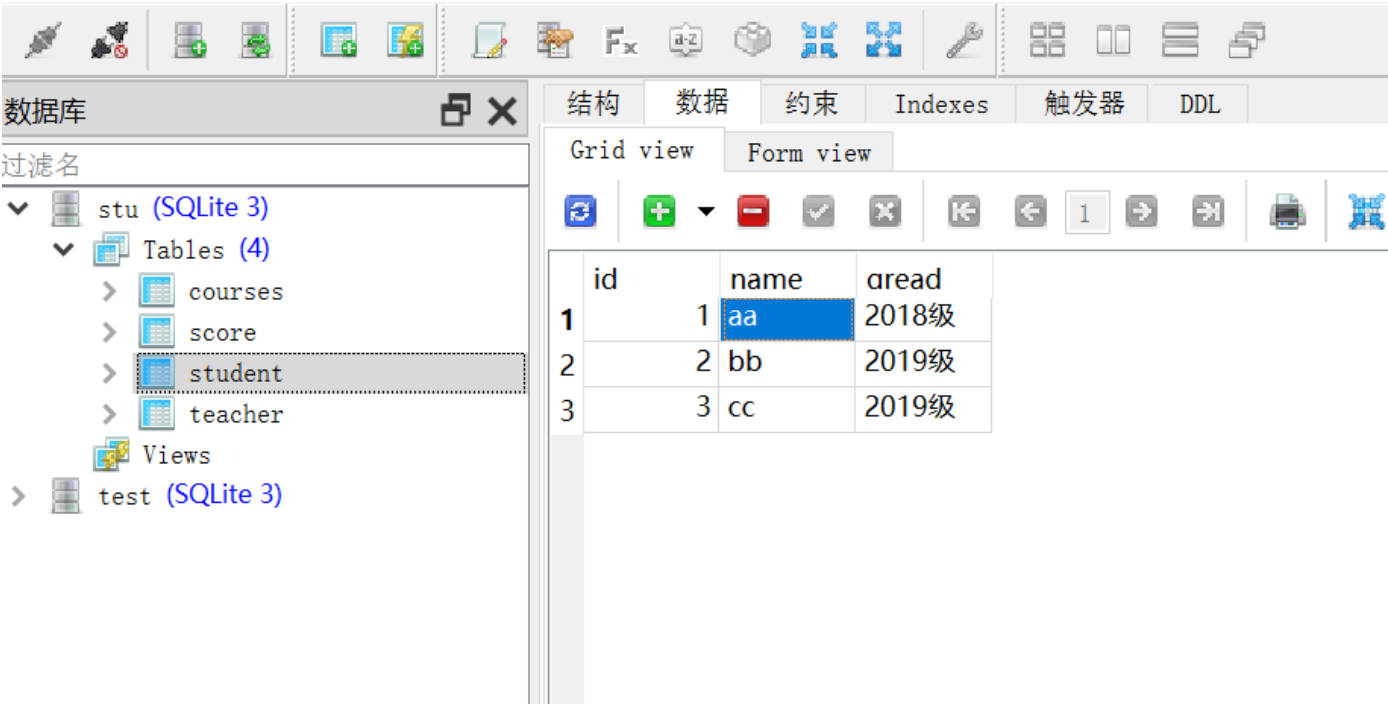 数据库
过滤名
stu (SQLite 3)
Tables (4)
courses
score
student
teacher
Views
test (SQLite 3)
结构 数据 约束 Indexes 触发器 DDL
Grid view Form view
1
id name gread
1 1 aa 2018级
2 2 bb 2019级
3 3 cc 2019级
Fx
a-z